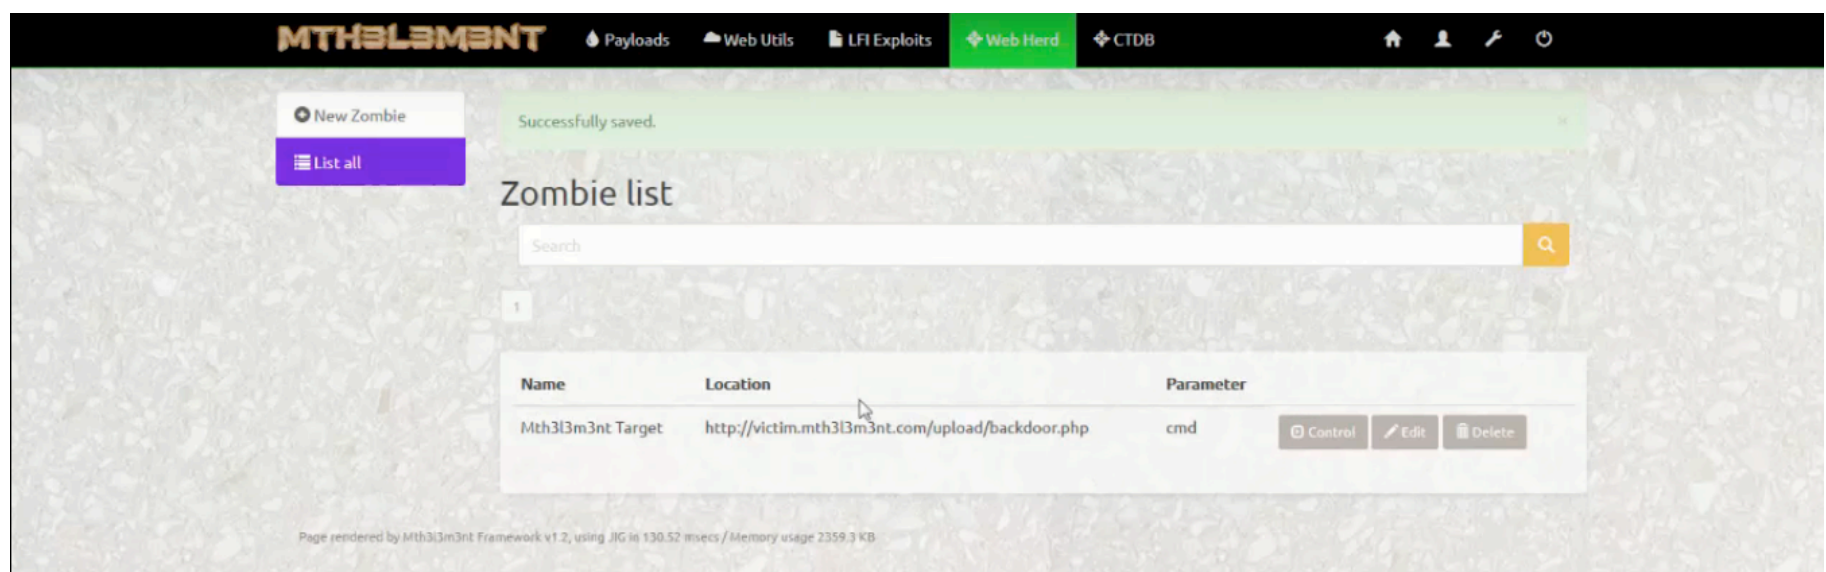 MTH3L3M3NT Payloads Web Utils LFI Exploits Web Herd CTDB
New Zombie
List all
Successfully saved. ×
Zombie list
Search
1
Name Location Parameter
Mth3l3m3nt Target http://victim.mth3l3m3nt.com/upload/backdoor.php cmd Control Edit Delete
Page rendered by Mth3l3m3nt Framework v1.2, using JIG in 130.52 msecs / Memory usage 2359.3 KB